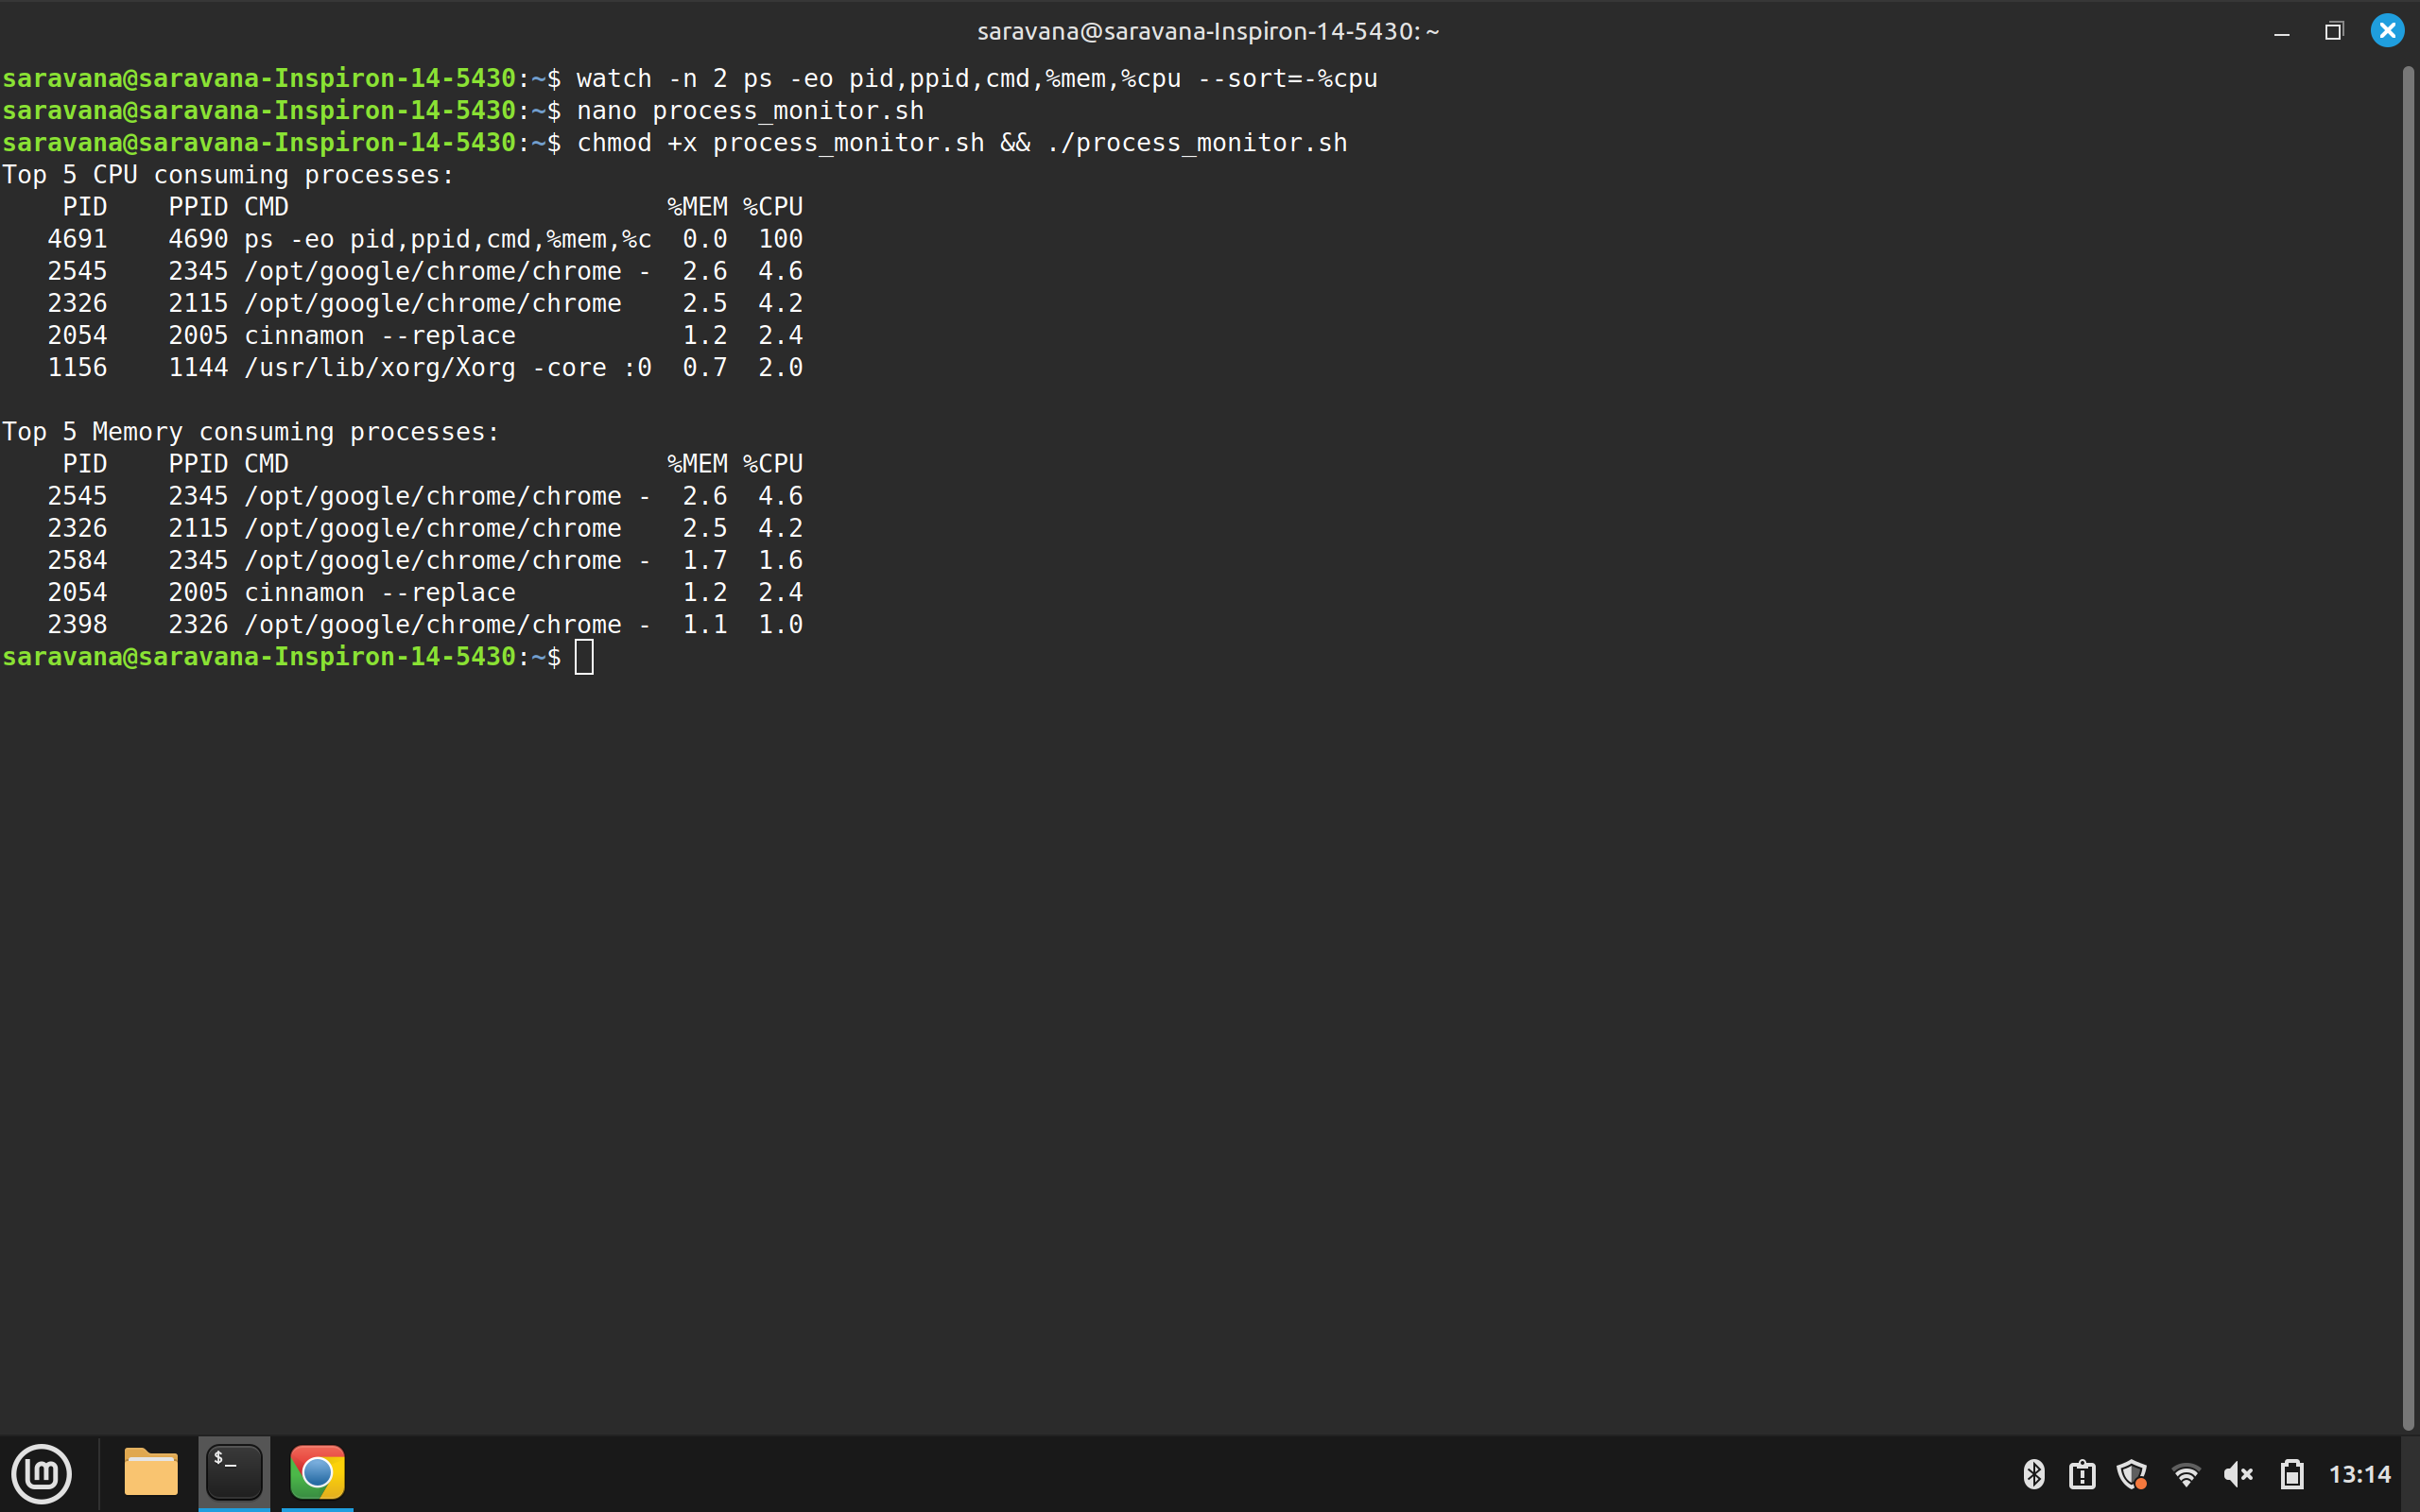 saravana@saravana-Inspiron-14-5430: ~
saravana@saravana-Inspiron-14-5430:~$ watch -n 2 ps -eo pid,ppid,cmd,%mem,%cpu --sort=-%cpu
saravana@saravana-Inspiron-14-5430:~$ nano process_monitor.sh
saravana@saravana-Inspiron-14-5430:~$ chmod +x process_monitor.sh && ./process_monitor.sh
Top 5 CPU consuming processes:
    PID    PPID CMD                         %MEM %CPU
   4691    4690 ps -eo pid,ppid,cmd,%mem,%c  0.0  100
   2545    2345 /opt/google/chrome/chrome -  2.6  4.6
   2326    2115 /opt/google/chrome/chrome    2.5  4.2
   2054    2005 cinnamon --replace           1.2  2.4
   1156    1144 /usr/lib/xorg/Xorg -core :0  0.7  2.0
Top 5 Memory consuming processes:
    PID    PPID CMD                         %MEM %CPU
   2545    2345 /opt/google/chrome/chrome -  2.6  4.6
   2326    2115 /opt/google/chrome/chrome    2.5  4.2
   2584    2345 /opt/google/chrome/chrome -  1.7  1.6
   2054    2005 cinnamon --replace           1.2  2.4
   2398    2326 /opt/google/chrome/chrome -  1.1  1.0
saravana@saravana-Inspiron-14-5430:~$
$_
13:14